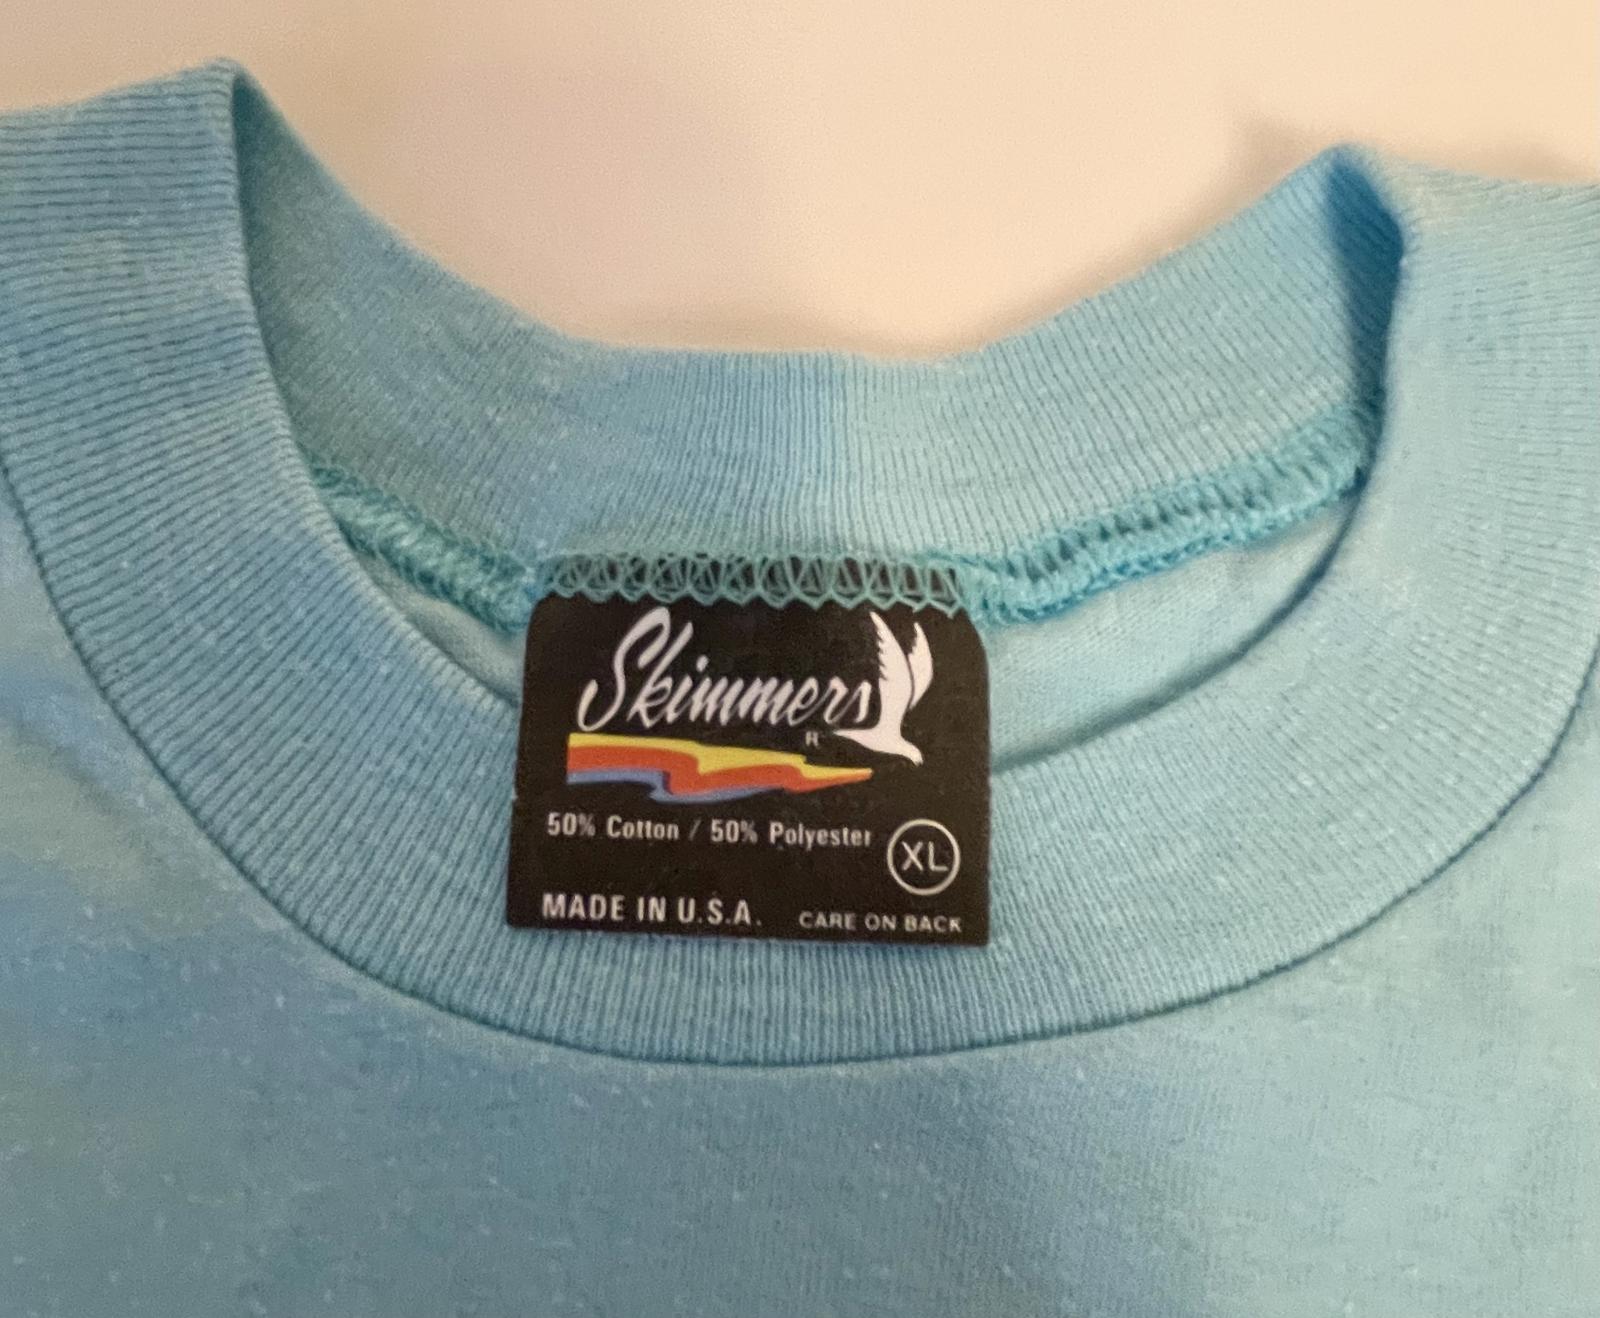 Skimmers
R
50% Cotton / 50% Polyester
XL
MADE IN U.S.A. CARE ON BACK